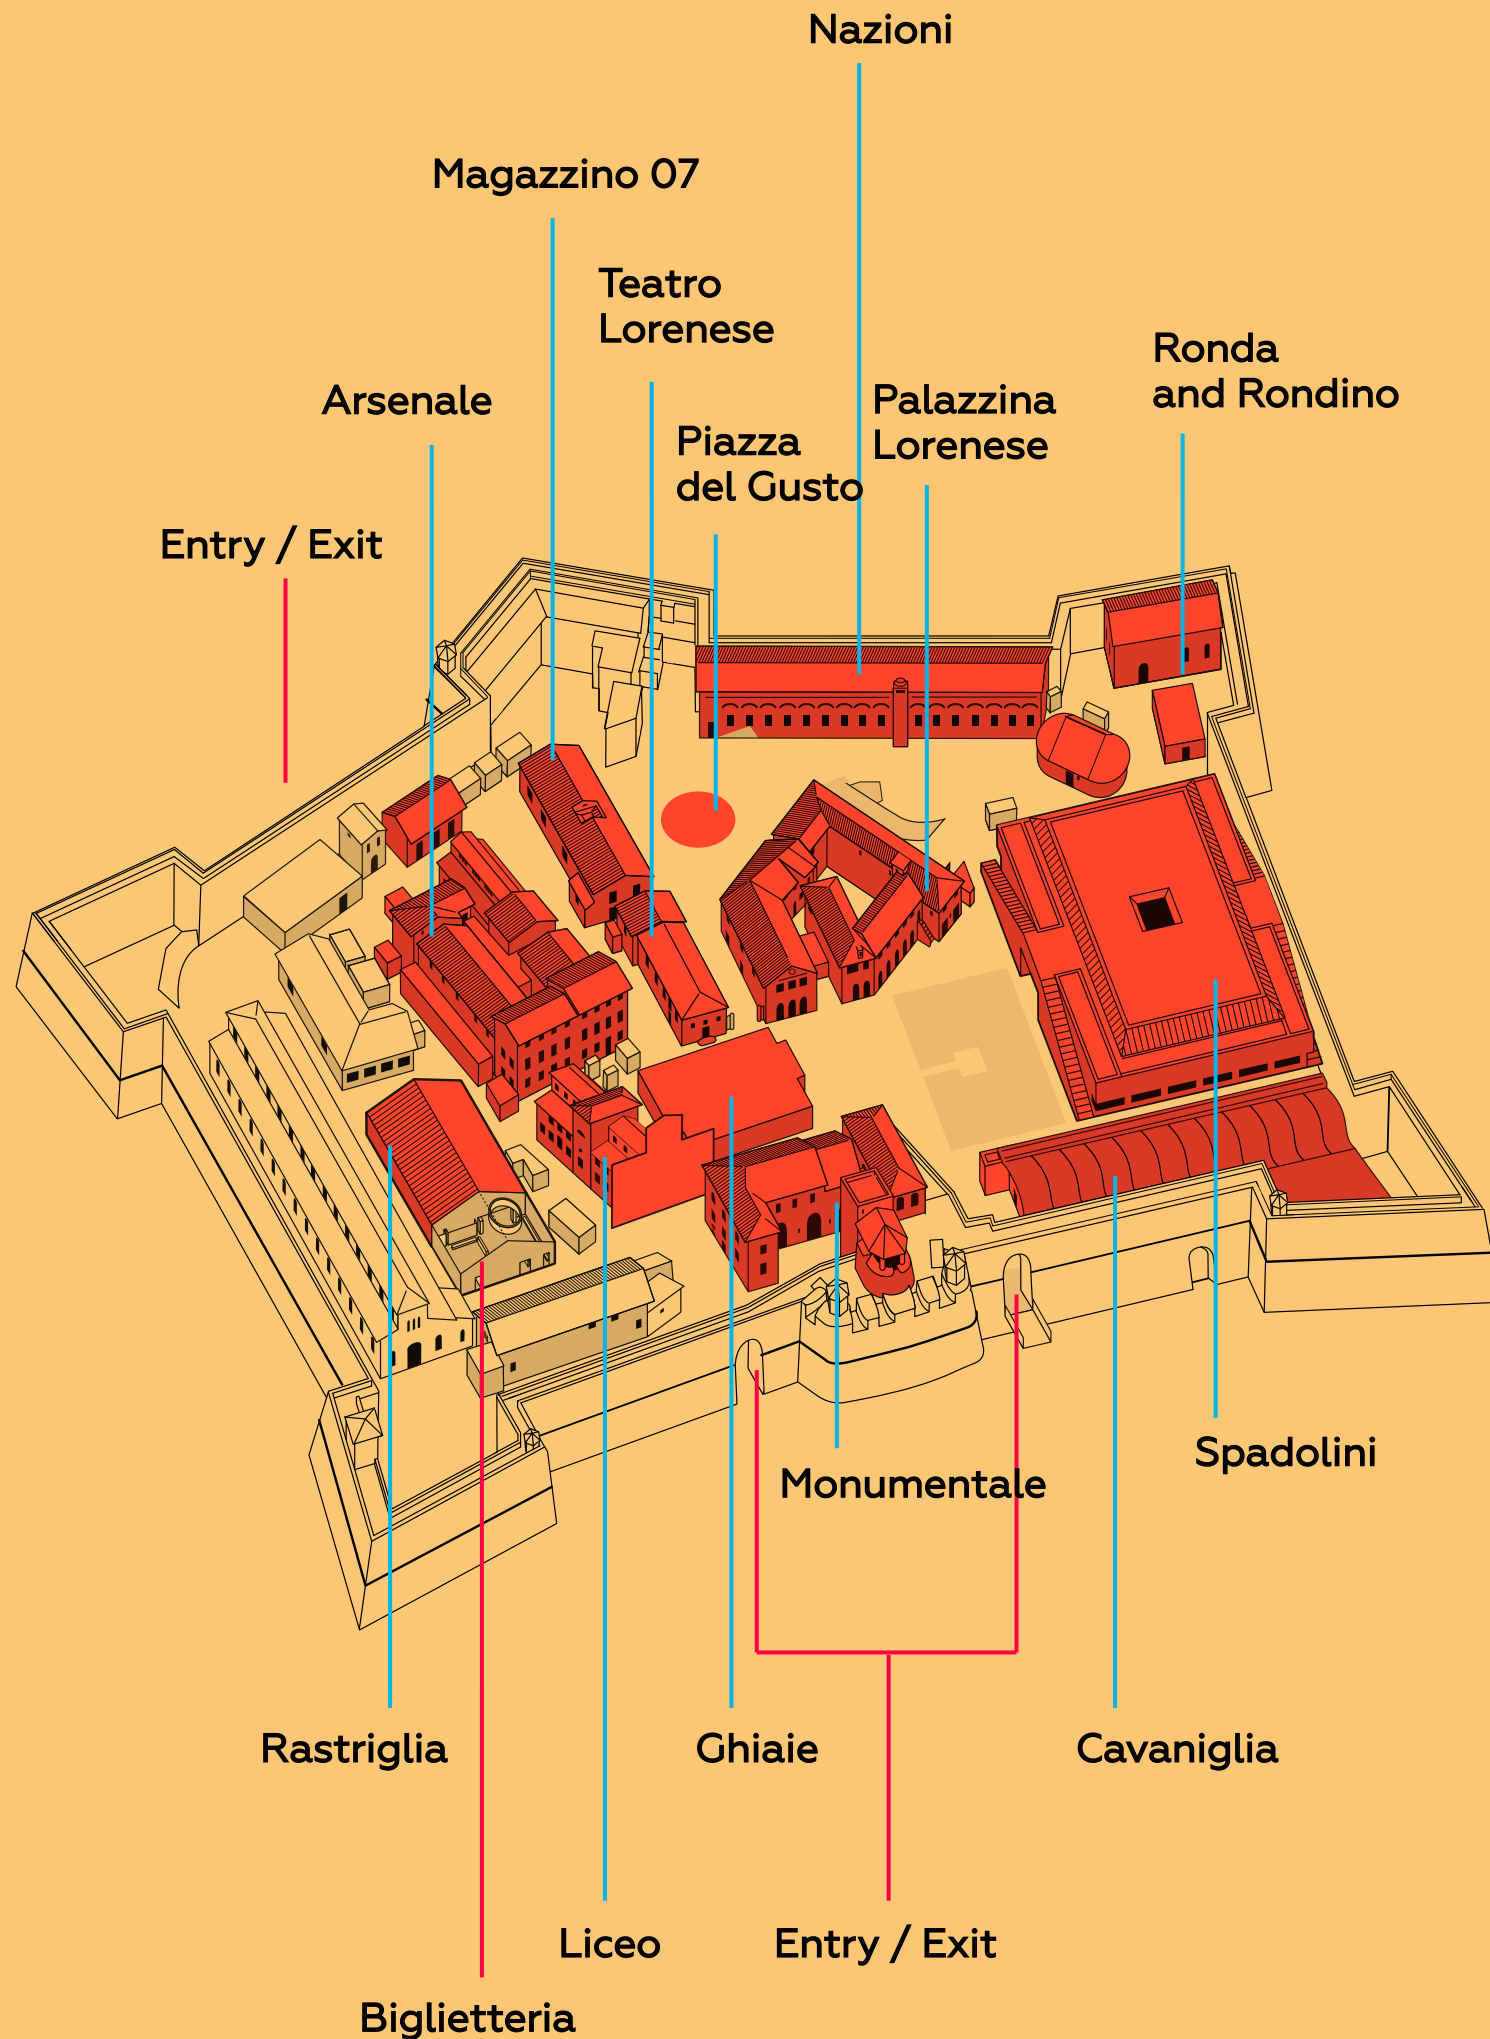 Nazioni
Magazzino 07
Teatro
Lorenese
Ronda
and Rondino
Arsenale
Palazzina
Lorenese
Piazza
del Gusto
Entry / Exit
Spadolini
Monumentale
Rastriglia
Ghiaie
Cavaniglia
Liceo
Entry / Exit
Biglietteria